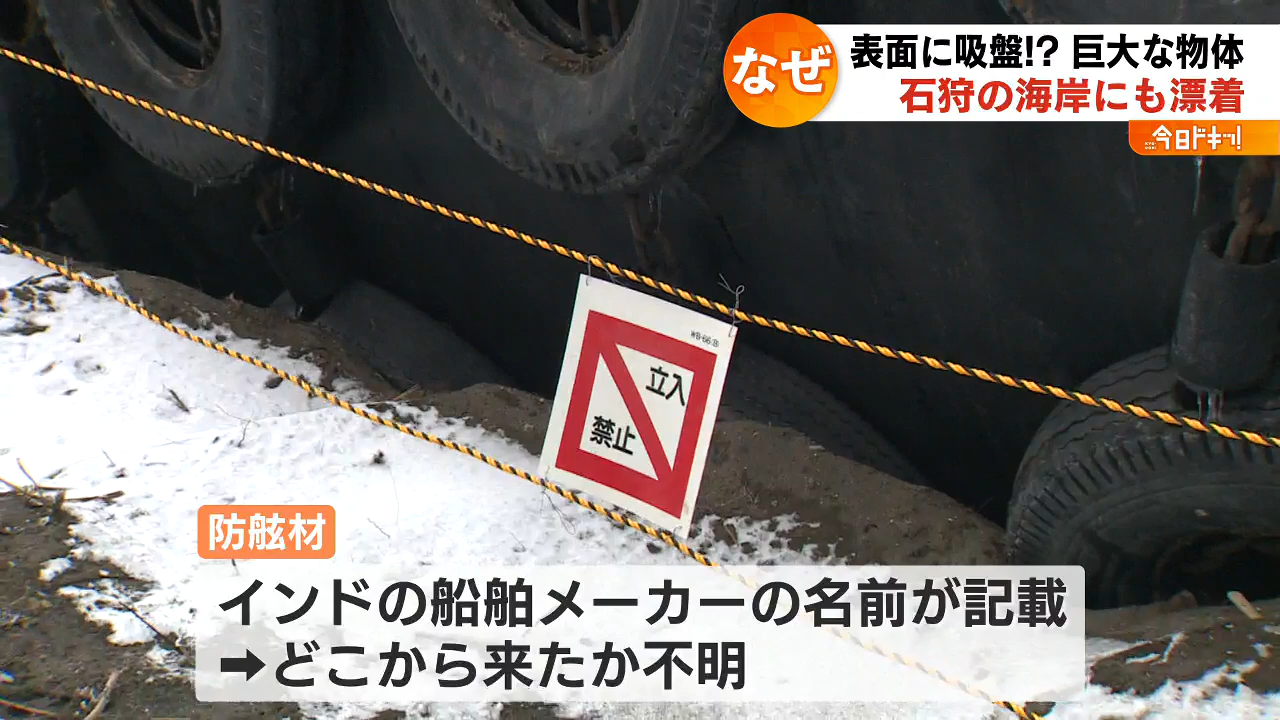 なぜ
表面に吸盤!? 巨大な物体
石狩の海岸にも漂着
今日ドキッ!
WB-66/B
立入
禁止
防舷材
インドの船舶メーカーの名前が記載
➡どこから来たか不明